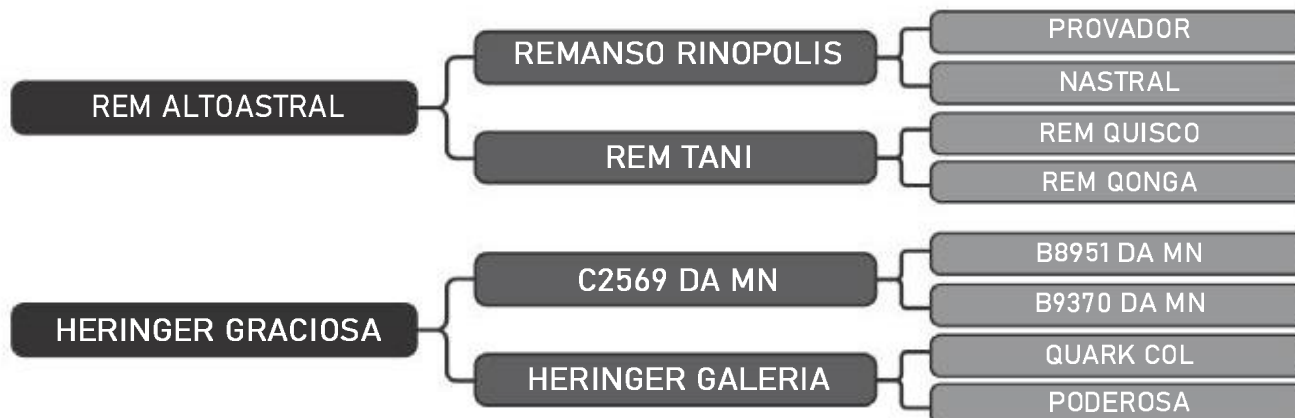 REM ALTOASTRAL
REMANSO RINOPOLIS
PROVADOR
NASTRAL
REM TANI
REM QUISCO
REM QONGA
HERINGER GRACIOSA
C2569 DA MN
B8951 DA MN
B9370 DA MN
HERINGER GALERIA
QUARK COL
PODEROSA